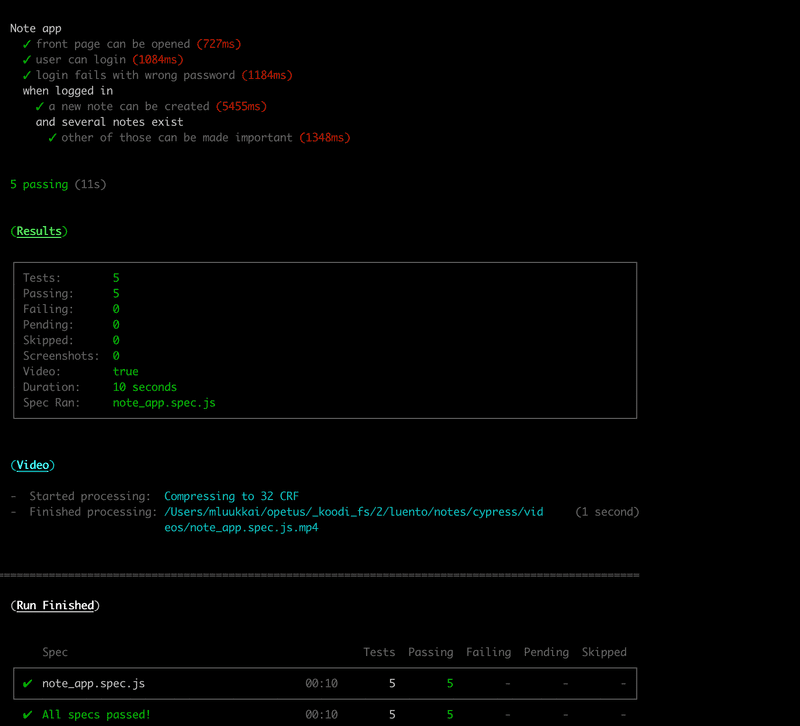 Note app
✓ front page can be opened (727ms)
✓ user can login (1084ms)
✓ login fails with wrong password (1184ms)
when logged in
✓ a new note can be created (5455ms)
and several notes exist
✓ other of those can be made important (1348ms)
5 passing (11s)
(Results)
Tests: 5
Passing: 5
Failing: 0
Pending: 0
Skipped: 0
Screenshots: 0
Video: true
Duration: 10 seconds
Spec Ran: note_app.spec.js
(Video)
- Started processing: Compressing to 32 CRF
- Finished processing: /Users/mluukkai/opetus/_koodi_fs/2/luento/notes/cypress/vid (1 second)
eos/note_app.spec.js.mp4
====================================================================================================
(Run Finished)
Spec Tests Passing Failing Pending Skipped
✔ note_app.spec.js 00:10 5 5 - - -
✔ All specs passed! 00:10 5 5 - - -